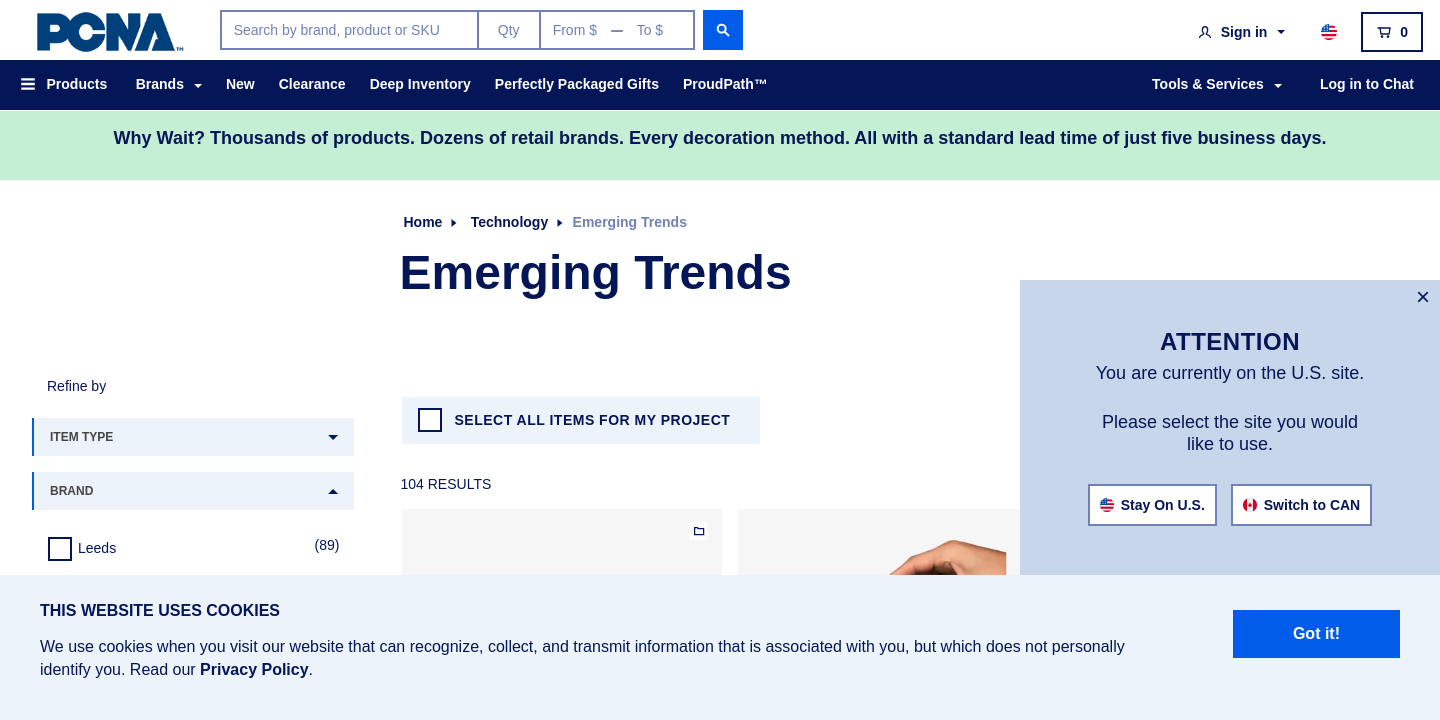 PCNA™
Search by brand, product or SKU
Qty
From $ — To $
Sign in
0
Products
Brands
New
Clearance
Deep Inventory
Perfectly Packaged Gifts
ProudPath™
Tools & Services
Log in to Chat
Why Wait? Thousands of products. Dozens of retail brands. Every decoration method. All with a standard lead time of just five business days.
Home
Technology
Emerging Trends
Emerging Trends
Refine by
ITEM TYPE
BRAND
Leeds (89)
SELECT ALL ITEMS FOR MY PROJECT
104 RESULTS
×
ATTENTION
You are currently on the U.S. site.
Please select the site you would
like to use.
Stay On U.S.
Switch to CAN
THIS WEBSITE USES COOKIES
We use cookies when you visit our website that can recognize, collect, and transmit information that is associated with you, but which does not personally
identify you. Read our Privacy Policy.
Got it!